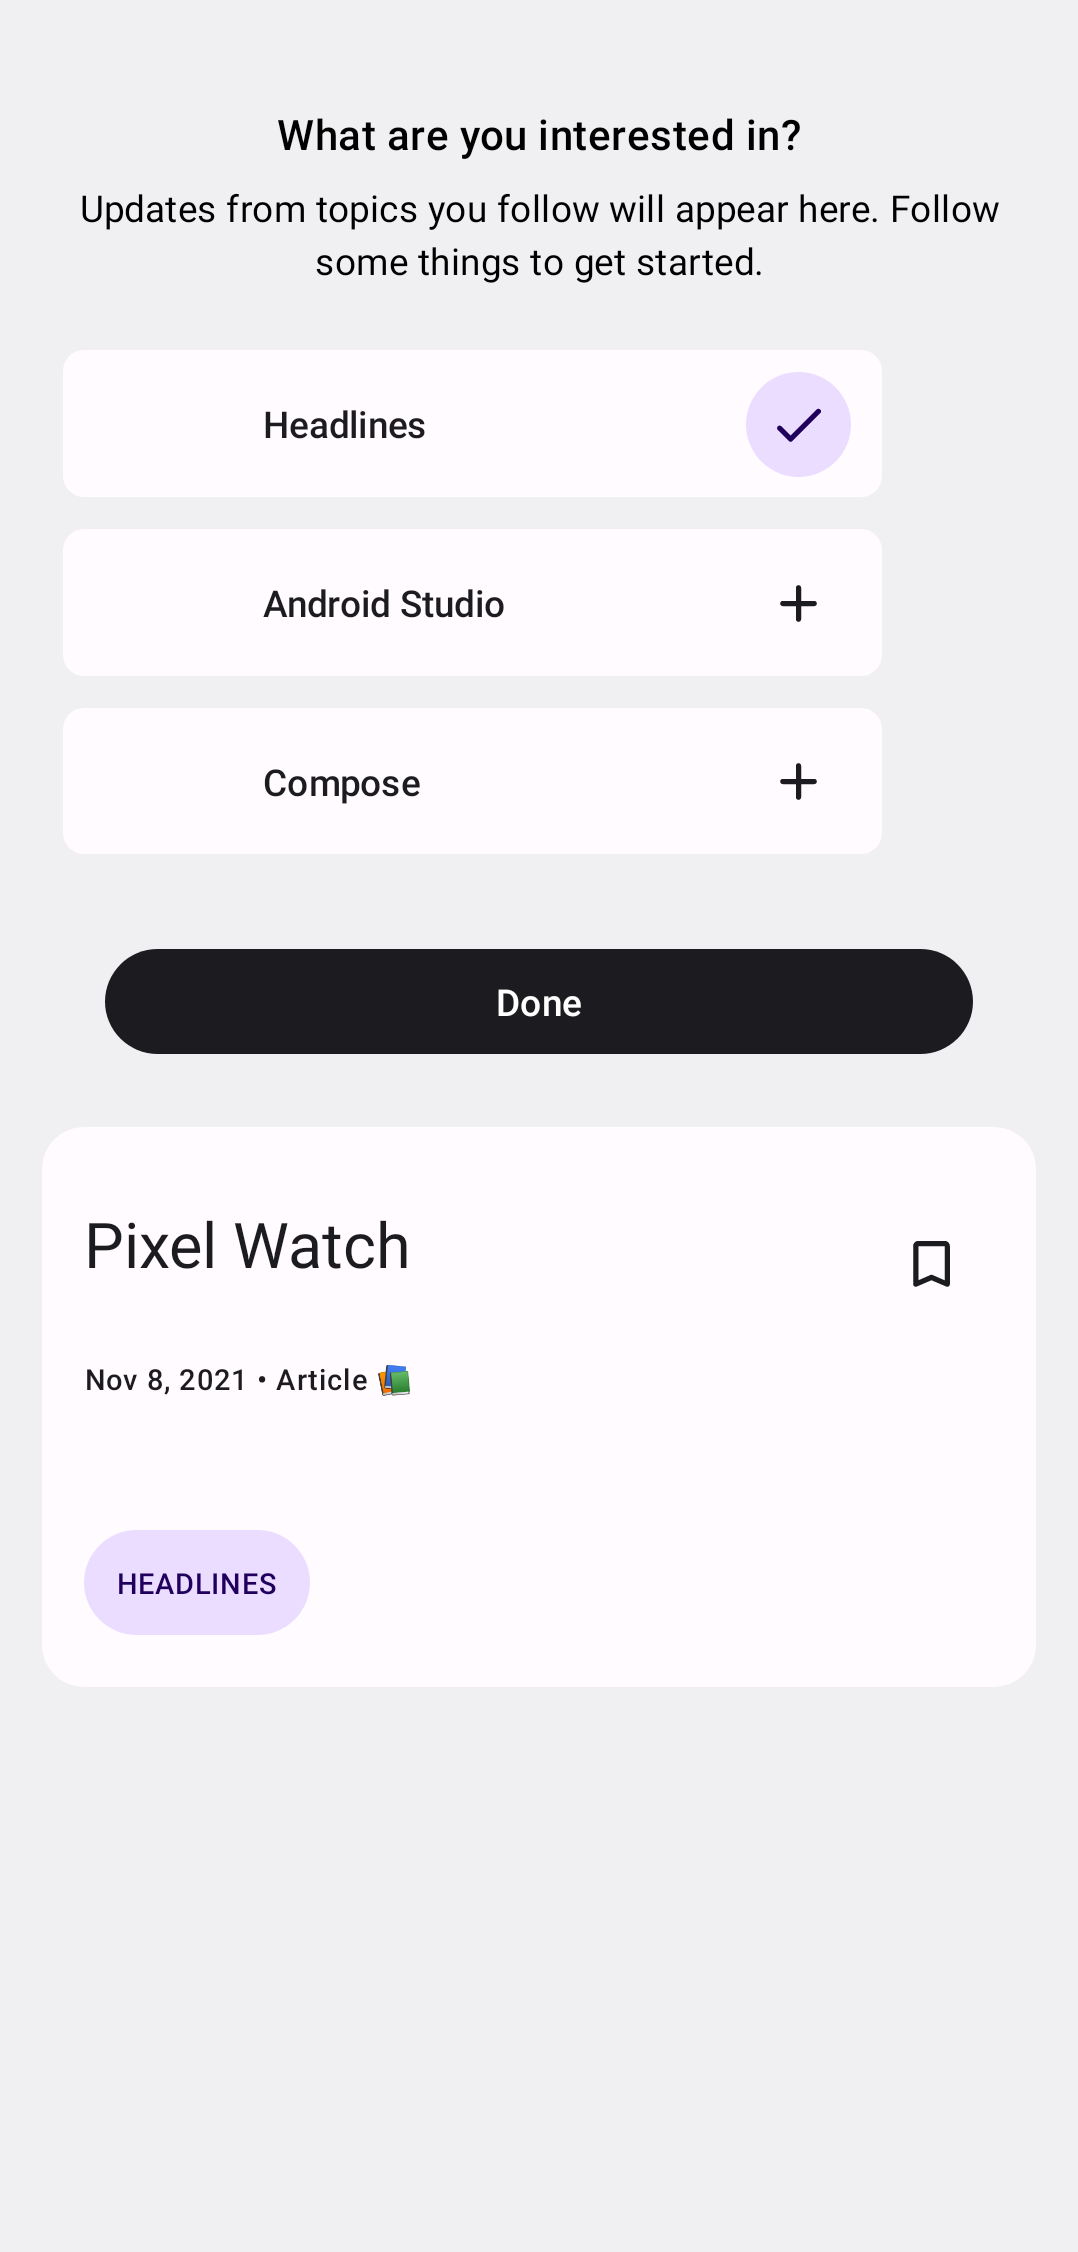 What are you interested in?
Updates from topics you follow will appear here. Follow
some things to get started.
Headlines
Android Studio
Compose
Done
Pixel Watch
Nov 8, 2021 • Article 📚
HEADLINES